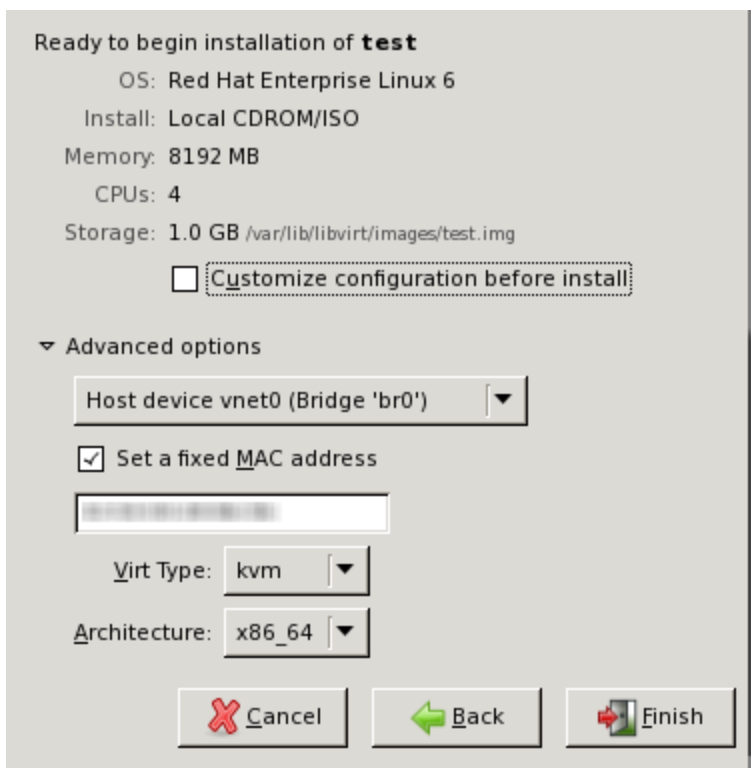 Ready to begin installation of test
OS: Red Hat Enterprise Linux 6
Install: Local CDROM/ISO
Memory: 8192 MB
CPUs: 4
Storage: 1.0 GB /var/lib/libvirt/images/test.img
Customize configuration before install
Advanced options
Host device vnet0 (Bridge 'br0')
Set a fixed MAC address
Virt Type: kvm
Architecture: x86_64
Cancel Back Finish